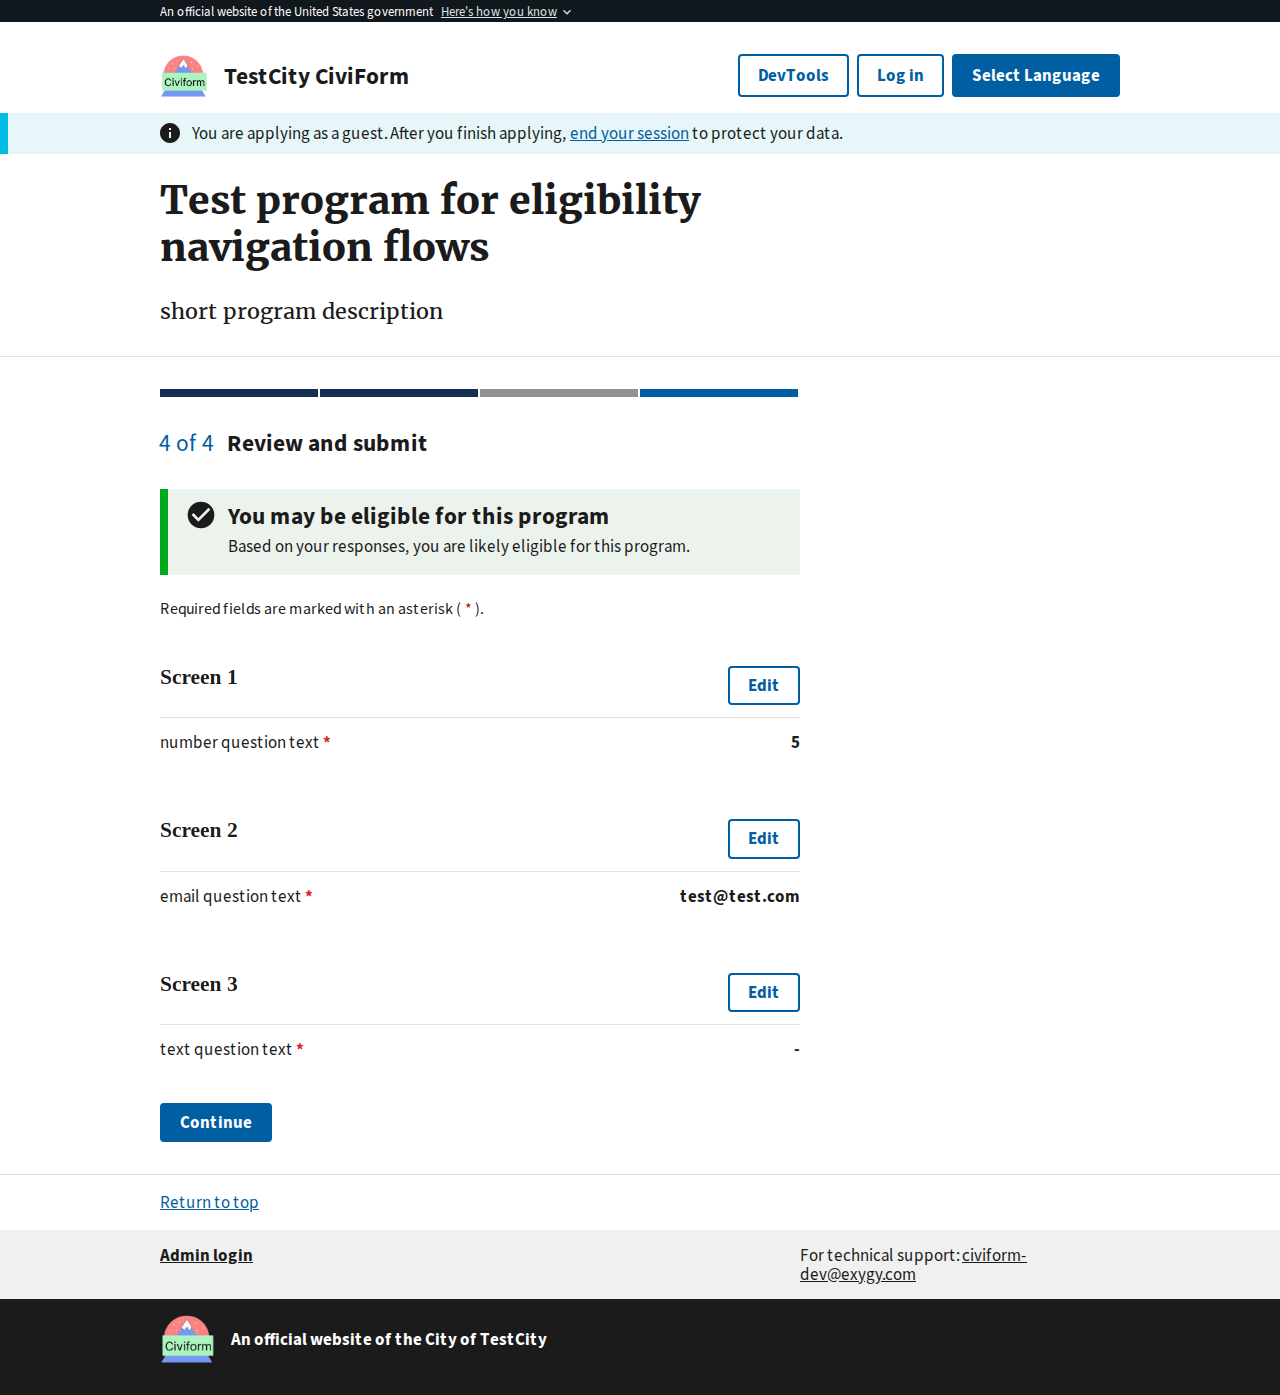 An official website of the United States government Here's how you know
Civiform
TestCity CiviForm
DevTools
Log in
Select Language
You are applying as a guest. After you finish applying, end your session to protect your data.
Test program for eligibility
navigation flows
short program description
4 of 4 Review and submit
You may be eligible for this program
Based on your responses, you are likely eligible for this program.
Required fields are marked with an asterisk ( * ).
Screen 1
Edit
number question text *
5
Screen 2
Edit
email question text *
test@test.com
Screen 3
Edit
text question text *
-
Continue
Return to top
Admin login
For technical support: civiform-
dev@exygy.com
Civiform
An official website of the City of TestCity